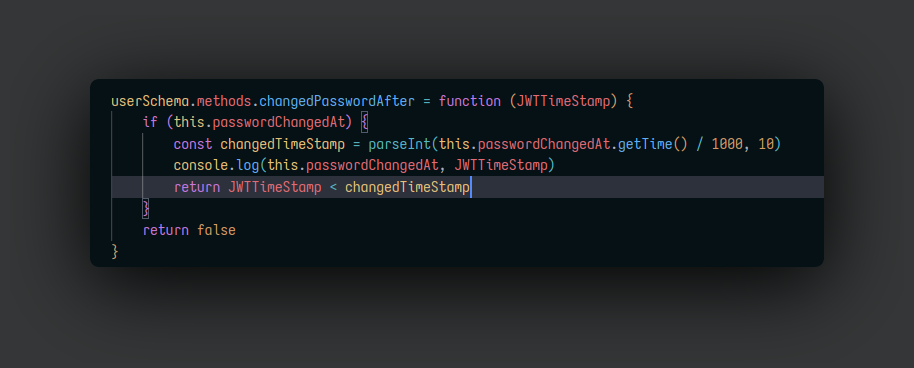 userSchema.methods.changedPasswordAfter = function (JWTTimeStamp) {
if (this.passwordChangedAt) {
const changedTimeStamp = parseInt(this.passwordChangedAt.getTime() / 1000, 10)
console.log(this.passwordChangedAt, JWTTimeStamp)
return JWTTimeStamp < changedTimeStamp
}
return false
}